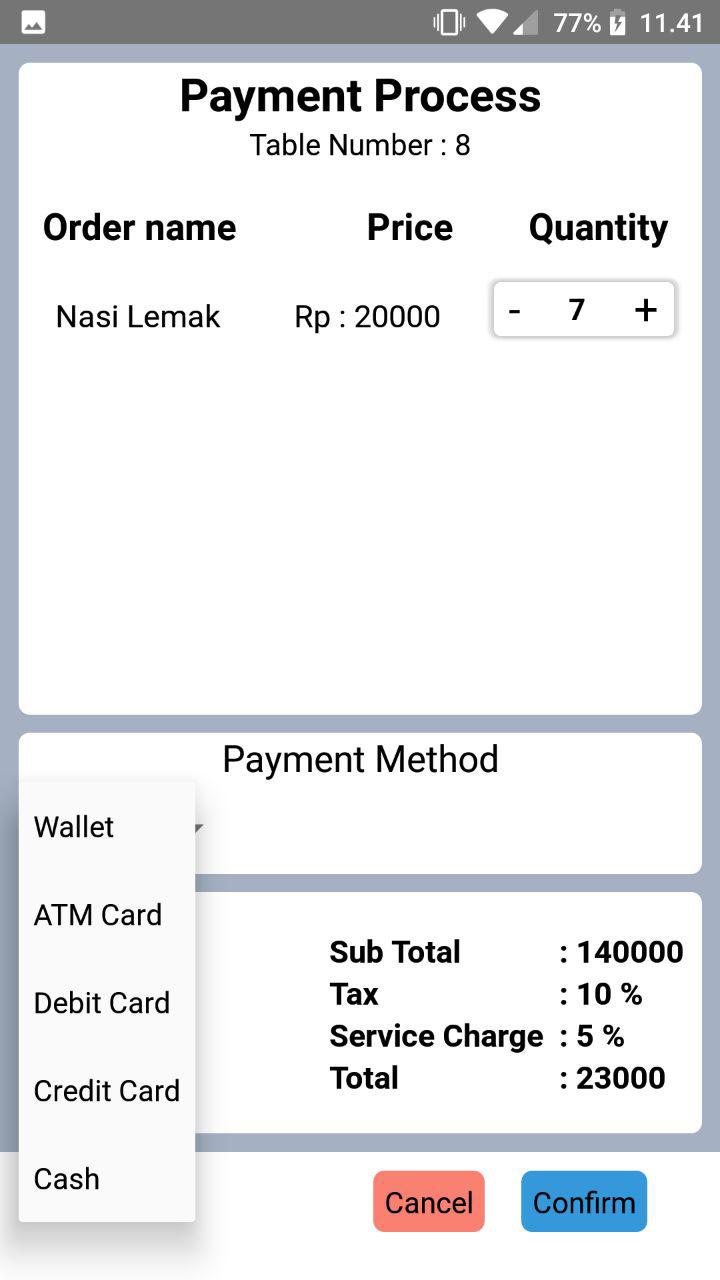 77% 11.41
Payment Process
Table Number : 8
Order name Price Quantity
Nasi Lemak Rp : 20000 - 7 +
Payment Method
Wallet
ATM Card
Debit Card
Credit Card
Cash
Sub Total : 140000
Tax : 10 %
Service Charge : 5 %
Total : 23000
Cancel Confirm